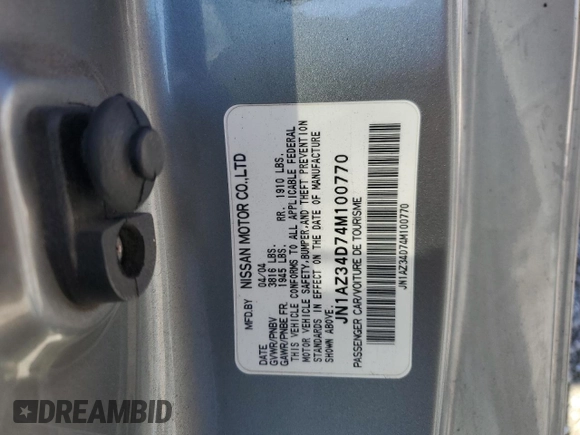 MFD.BY NISSAN MOTOR CO.,LTD
DATE 04/04
GVWR/PNBV 3816 LBS.
GAWR/PNBE FR. 1945 LBS. RR. 1910 LBS.
THIS VEHICLE CONFORMS TO ALL APPLICABLE FEDERAL
MOTOR VEHICLE SAFETY,BUMPER,AND THEFT PREVENTION
STANDARDS IN EFFECT ON THE DATE OF MANUFACTURE
SHOWN ABOVE.
JN1AZ34D74M100770
PASSENGER CAR/VOITURE DE TOURISME
JN1AZ34D74M100770
DREAMBID